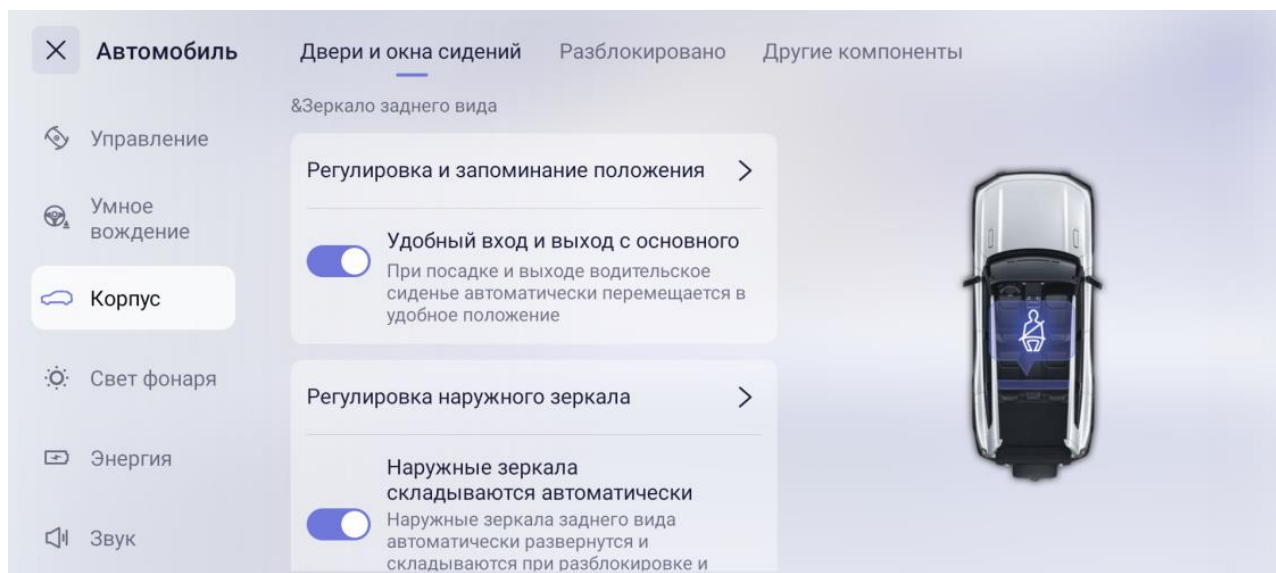 Автомобиль
Двери и окна сидений
Разблокировано
Другие компоненты
&Зеркало заднего вида
Управление
Умное
вождение
Корпус
Свет фонаря
Энергия
Звук
Регулировка и запоминание положения
Удобный вход и выход с основного
При посадке и выходе водительское
сиденье автоматически перемещается в
удобное положение
Регулировка наружного зеркала
Наружные зеркала
складываются автоматически
Наружные зеркала заднего вида
автоматически развернутся и
складываются при разблокировке и